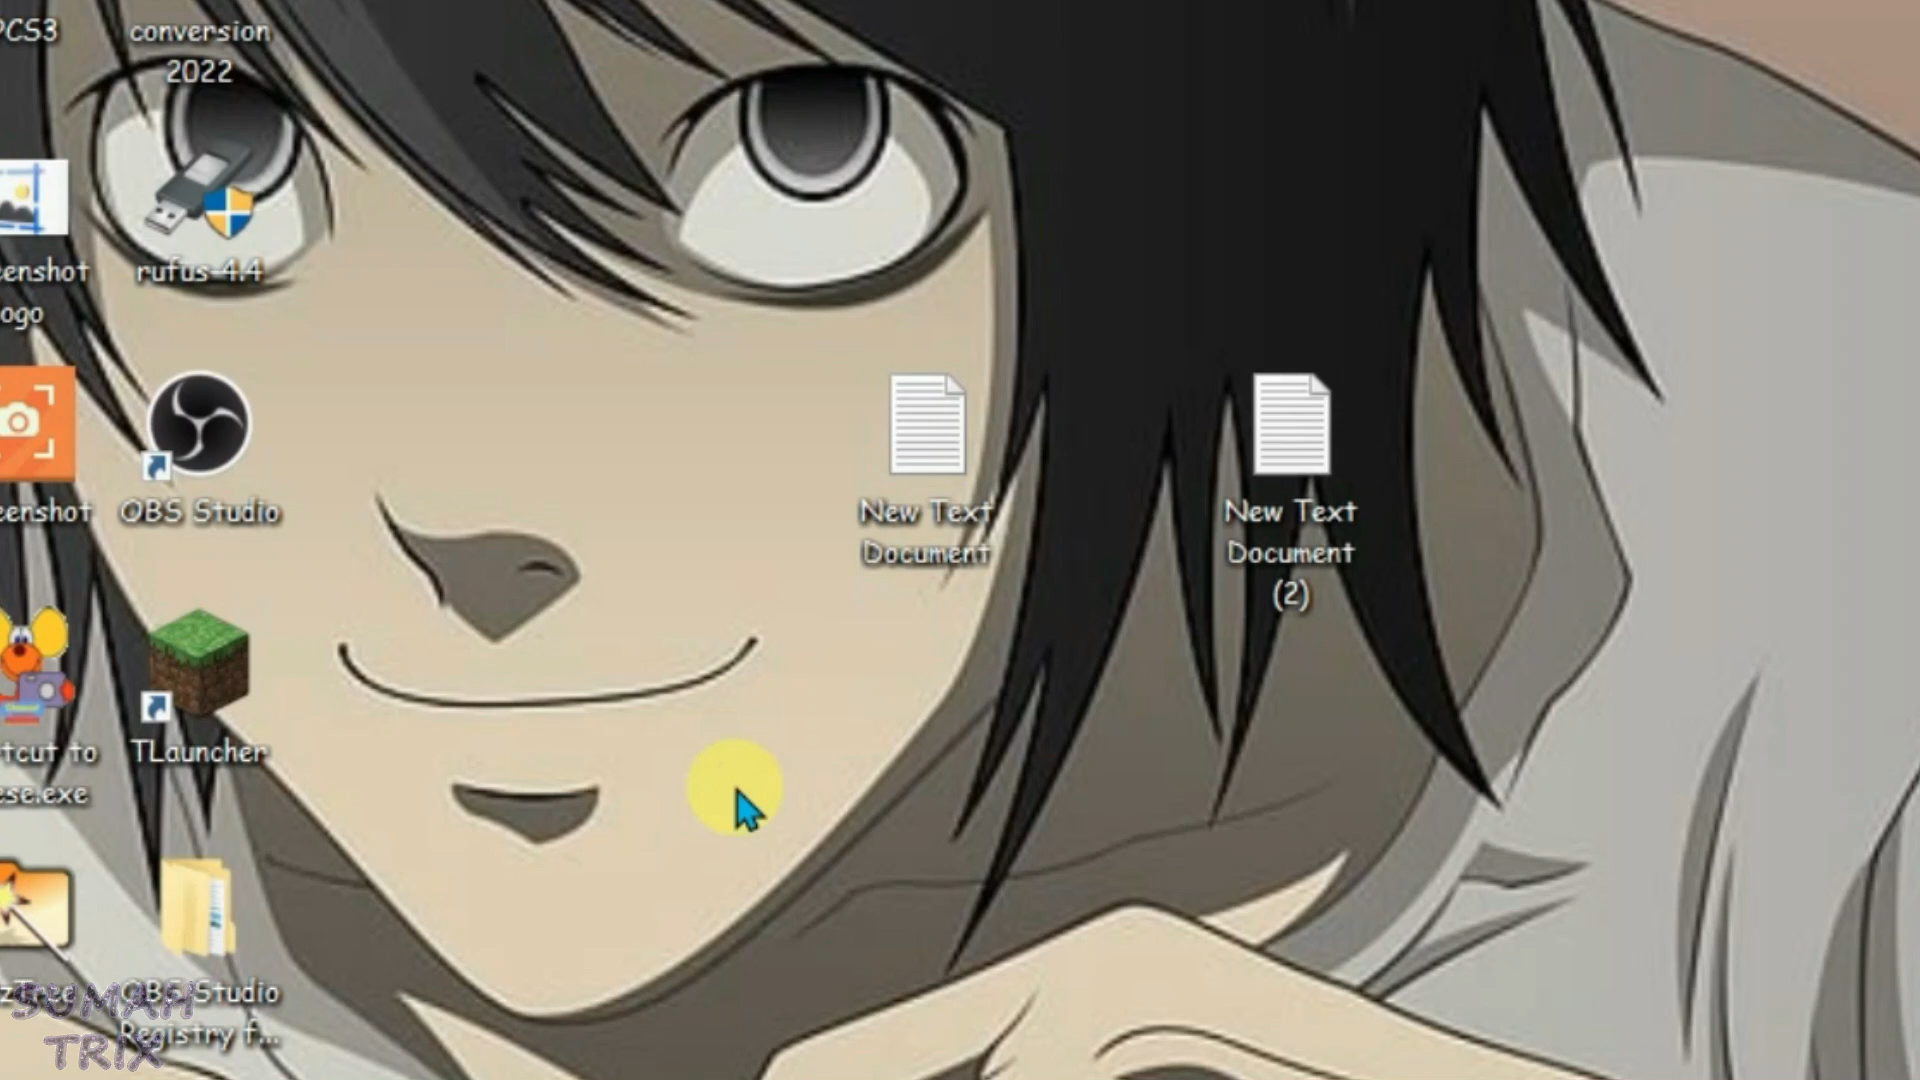 PCS3
conversion
2022
eenshot
ogo
rufus-4.4
eenshot
OBS Studio
New Text
Document
New Text
Document
(2)
tcut to
ese.exe
TLauncher
zTree
OBS Studio
Registry f...
SUMAH
TRIX